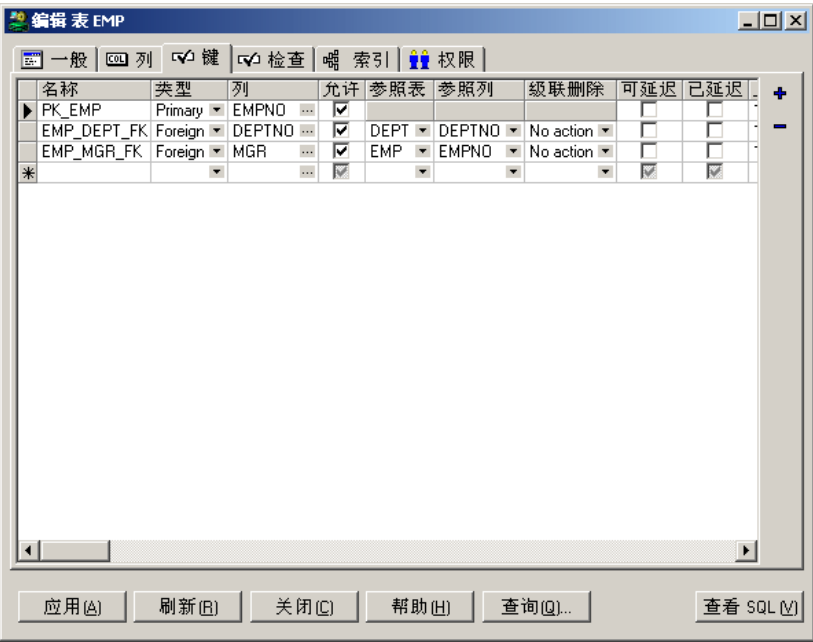 编辑 表 EMP
一般 列 键 检查 索引 权限
名称 类型 列 允许 参照表 参照列 级联删除 可延迟 已延迟
PK_EMP Primary EMPNO ...
EMP_DEPT_FK Foreign DEPTNO ... DEPT DEPTNO No action
EMP_MGR_FK Foreign MGR ... EMP EMPNO No action
* ...
应用(A) 刷新(R) 关闭(C) 帮助(H) 查询(Q)... 查看 SQL(V)